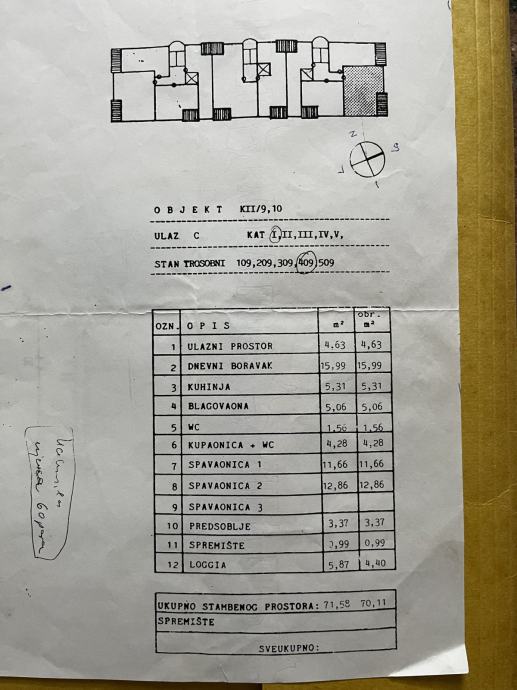 OBJEKT KII/9,10
ULAZ C KAT I,II,III,IV,V,
STAN TROSOBNI 109,209,309,409,509
OZN. OPIS m² obr. m²
1 ULAZNI PROSTOR 4.63 4,63
2 DNEVNI BORAVAK 15,99 15,99
3 KUHINJA 5,31 5,31
4 BLAGOVAONA 5,06 5,06
5 WC 1,56 1,56
6 KUPAONICA + WC 4,28 4,28
7 SPAVAONICA 1 11,66 11,66
8 SPAVAONICA 2 12,86 12,86
9 SPAVAONICA 3
10 PREDSOBLJE 3,37 3,37
11 SPREMIŠTE 0,99 0,99
12 LOGGIA 5,87 4,40
UKUPNO STAMBENOG PROSTORA: 71,58 70,11
SPREMIŠTE
SVEUKUPNO: